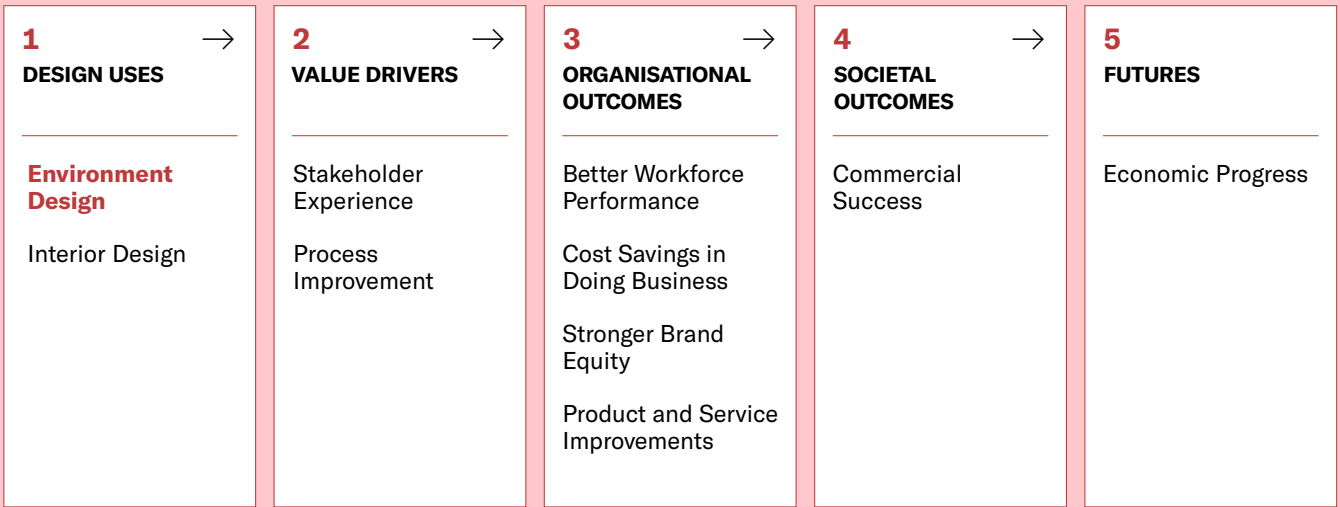 1 →
DESIGN USES
Environment
Design
Interior Design
2 →
VALUE DRIVERS
Stakeholder
Experience
Process
Improvement
3 →
ORGANISATIONAL
OUTCOMES
Better Workforce
Performance
Cost Savings in
Doing Business
Stronger Brand
Equity
Product and Service
Improvements
4 →
SOCIETAL
OUTCOMES
Commercial
Success
5
FUTURES
Economic Progress